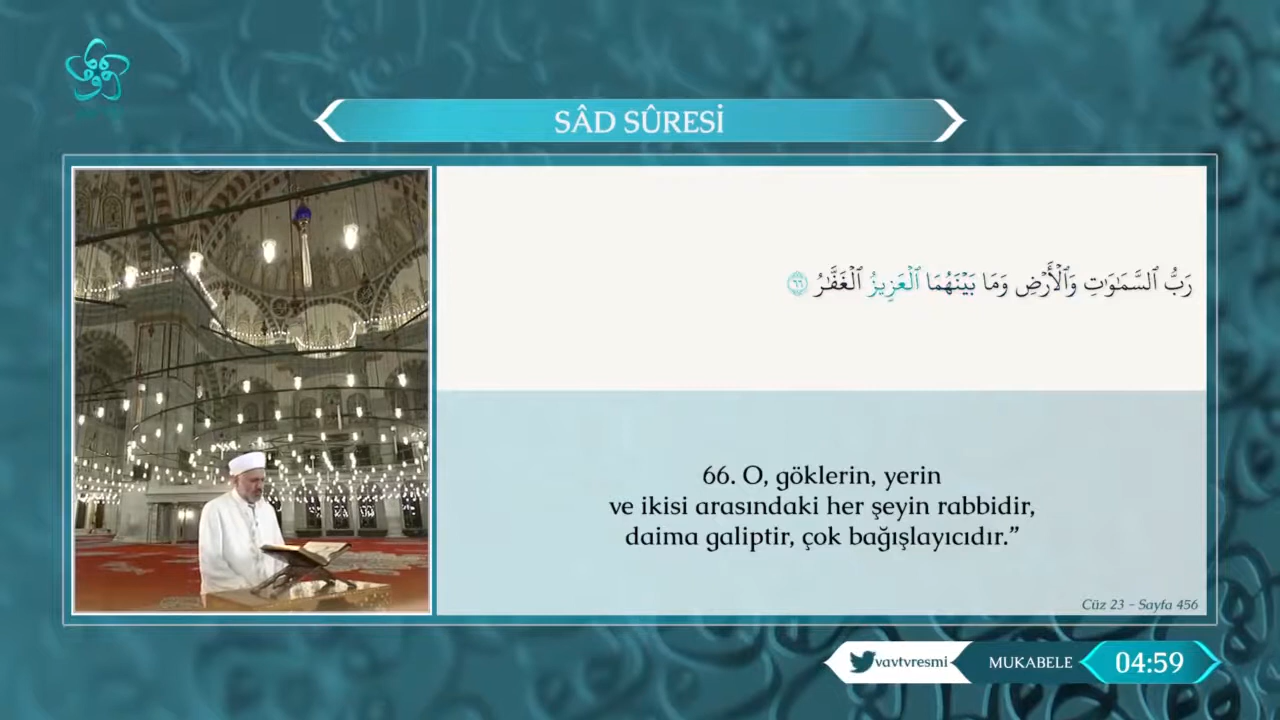 SÂD SÛRESİ
رَبُّ ٱلسَّمَٰوَٰتِ وَٱلْأَرْضِ وَمَا بَيْنَهُمَا ٱلْعَزِيزُ ٱلْغَفَّٰرُ ٦٦
66. O, göklerin, yerin
ve ikisi arasındaki her şeyin rabbidir,
daima galiptir, çok bağışlayıcıdır.”
Cüz 23 - Sayfa 456
vavtvresmi
MUKABELE
04:59